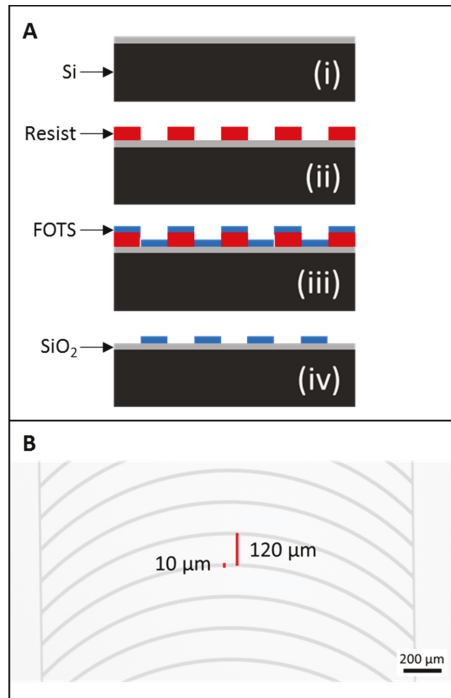 A
Si
(i)
Resist
(ii)
FOTS
(iii)
SiO₂
(iv)
B
10 μm
120 μm
200 μm